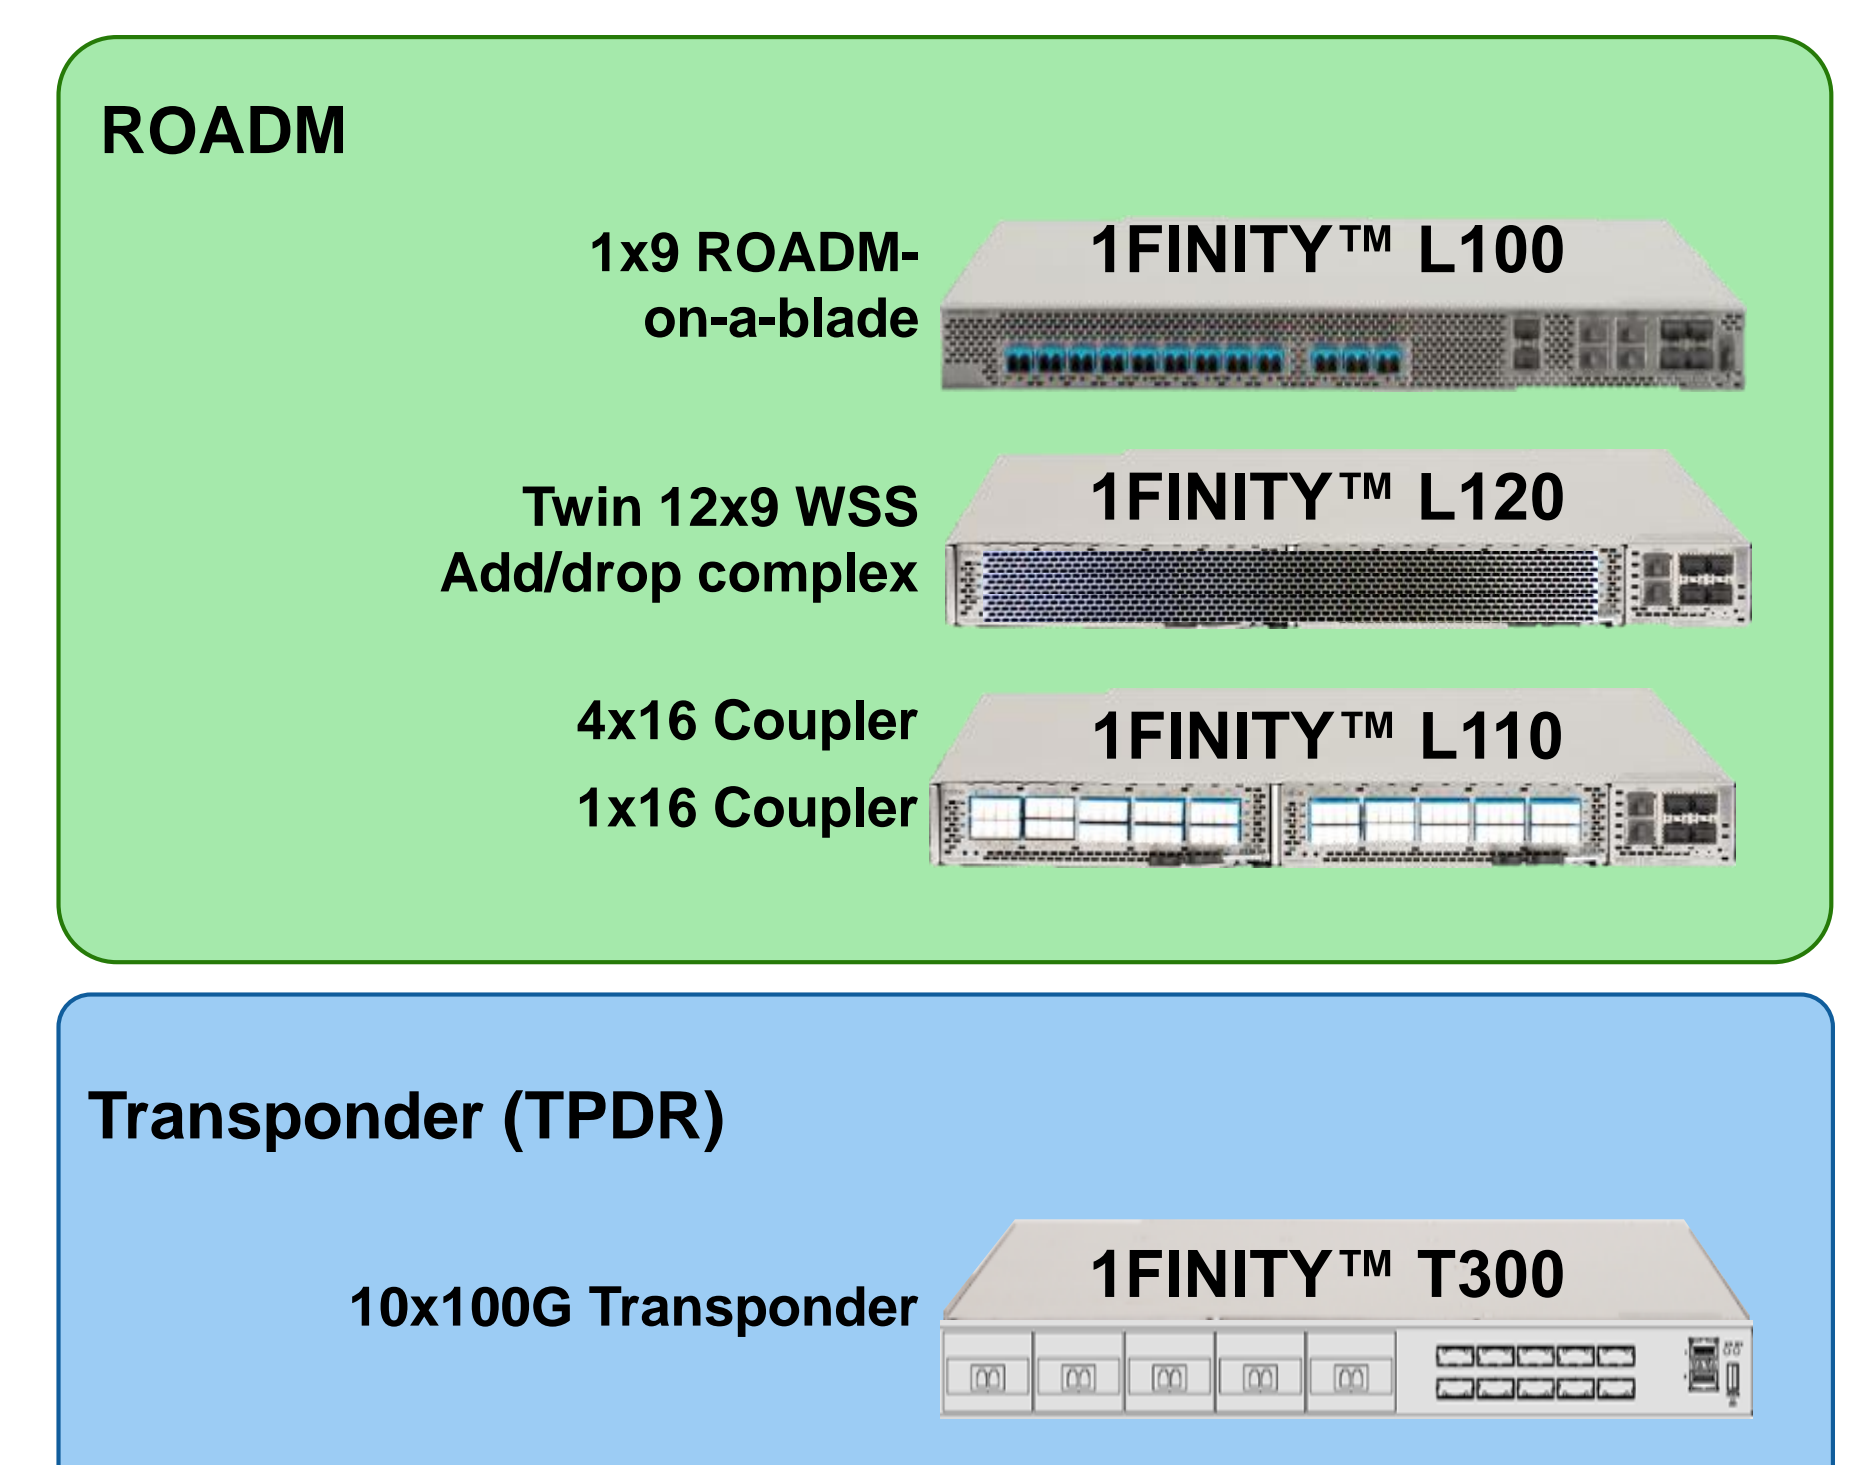 ROADM
1x9 ROADM-
on-a-blade
1FINITY™ L100
Twin 12x9 WSS
Add/drop complex
1FINITY™ L120
4x16 Coupler
1x16 Coupler
1FINITY™ L110
Transponder (TPDR)
10x100G Transponder
1FINITY™ T300